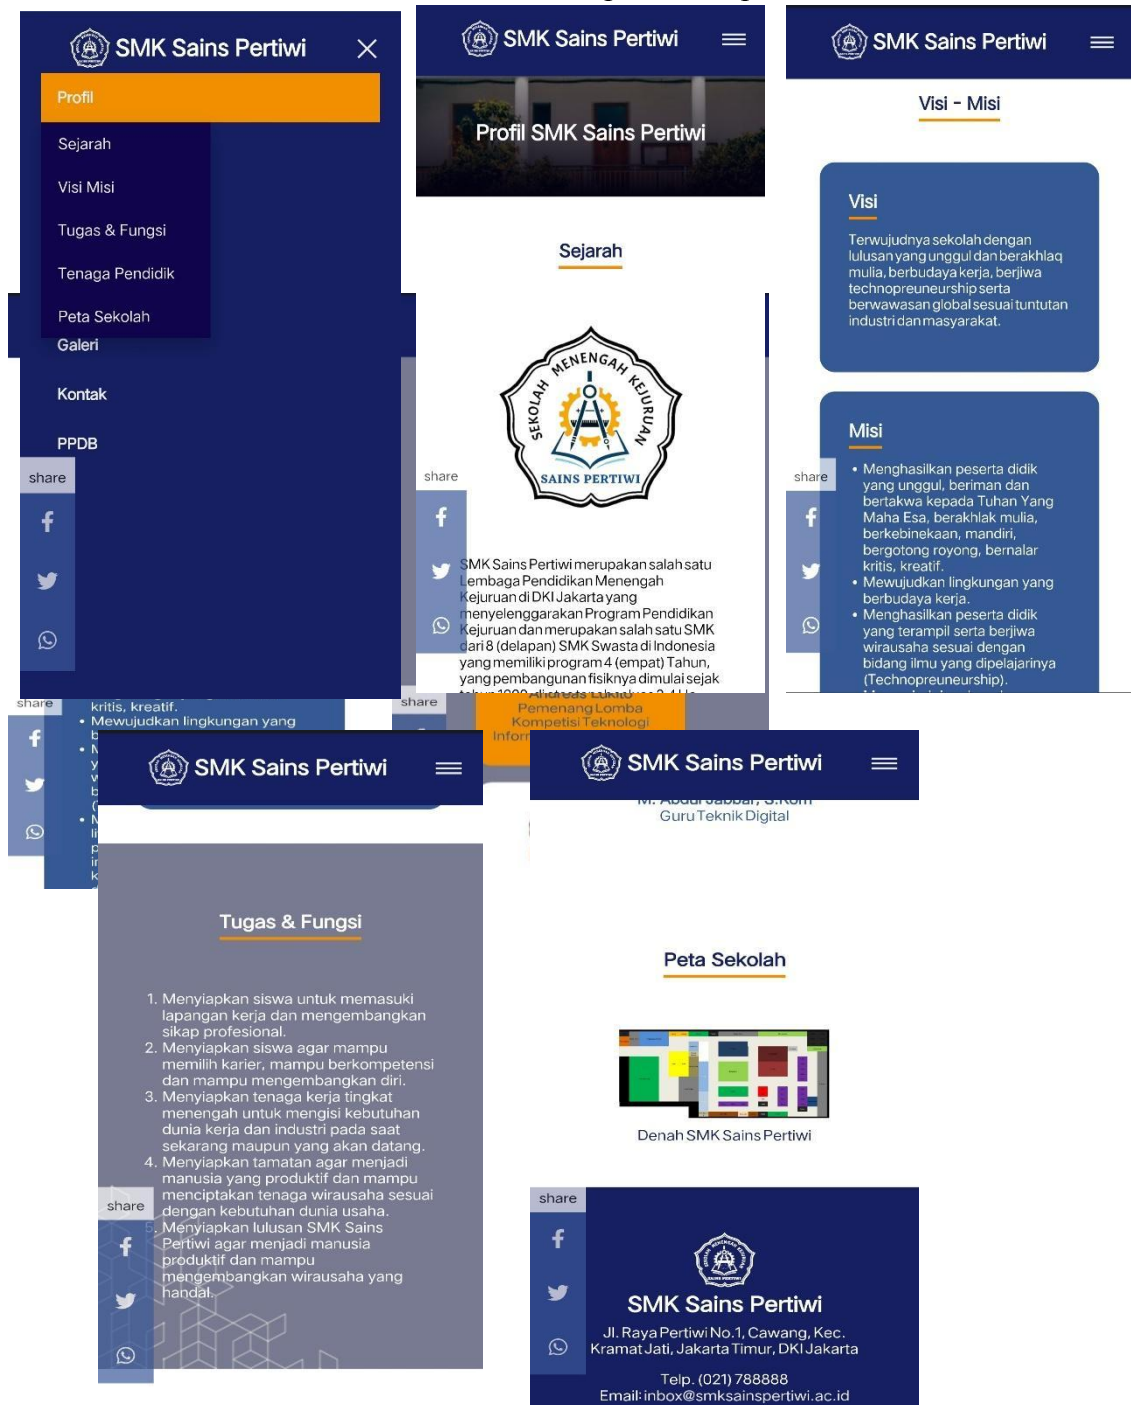 SMK Sains Pertiwi
Profil
Sejarah
Visi Misi
Tugas & Fungsi
Tenaga Pendidik
Peta Sekolah
Galeri
Kontak
PPDB
share
SMK Sains Pertiwi
Profil SMK Sains Pertiwi
Sejarah
SEKOLAH MENENGAH KEJURUAN
SAINS PERTIWI
share
SMK Sains Pertiwi merupakan salah satu
Lembaga Pendidikan Menengah
Kejuruan di DKI Jakarta yang
menyelenggarakan Program Pendidikan
Kejuruan dan merupakan salah satu SMK
dari 8 (delapan) SMK Swasta di Indonesia
yang memiliki program 4 (empat) Tahun,
yang pembangunan fisiknya dimulai sejak
SMK Sains Pertiwi
Visi - Misi
Visi
Terwujudnya sekolah dengan
lulusan yang unggul dan berakhlaq
mulia, berbudaya kerja, berjiwa
technopreuneurship serta
berwawasan global sesuai tuntutan
industri dan masyarakat.
Misi
share
• Menghasilkan peserta didik
yang unggul, beriman dan
bertakwa kepada Tuhan Yang
Maha Esa, berakhlak mulia,
berkebinekaan, mandiri,
bergotong royong, bernalar
kritis, kreatif.
• Mewujudkan lingkungan yang
berbudaya kerja.
• Menghasilkan peserta didik
yang terampil serta berjiwa
wirausaha sesuai dengan
bidang ilmu yang dipelajarinya
(Technopreuneurship).
share
kritis, kreatif.
• Mewujudkan lingkungan yang
share
Pemenang Lomba
Kompetisi Teknologi
SMK Sains Pertiwi
Tugas & Fungsi
1. Menyiapkan siswa untuk memasuki
lapangan kerja dan mengembangkan
sikap profesional.
2. Menyiapkan siswa agar mampu
memilih karier, mampu berkompetensi
dan mampu mengembangkan diri.
3. Menyiapkan tenaga kerja tingkat
menengah untuk mengisi kebutuhan
dunia kerja dan industri pada saat
sekarang maupun yang akan datang.
4. Menyiapkan tamatan agar menjadi
manusia yang produktif dan mampu
menciptakan tenaga wirausaha sesuai
dengan kebutuhan dunia usaha.
5. Menyiapkan lulusan SMK Sains
Pertiwi agar menjadi manusia
produktif dan mampu
mengembangkan wirausaha yang
handal.
share
SMK Sains Pertiwi
M. Abdul Jabbar, S.Kom
Guru Teknik Digital
Peta Sekolah
Denah SMK Sains Pertiwi
share
SMK Sains Pertiwi
Jl. Raya Pertiwi No.1, Cawang, Kec.
Kramat Jati, Jakarta Timur, DKI Jakarta
Telp. (021) 788888
Email: inbox@smksainspertiwi.ac.id